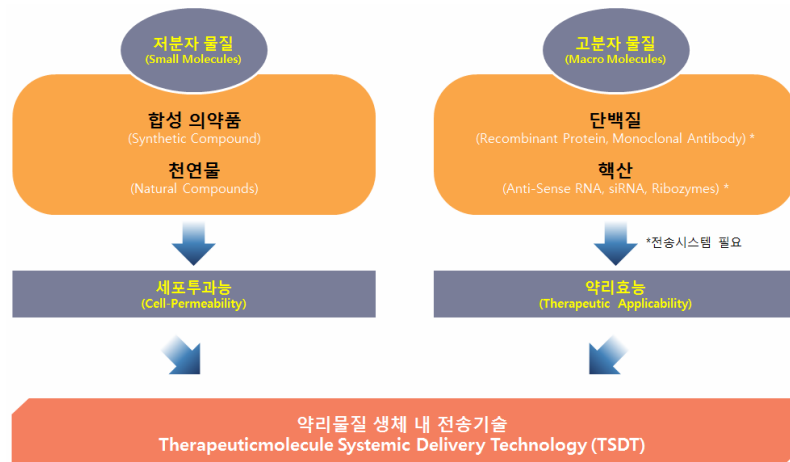 저분자 물질
(Small Molecules)
합성 의약품
(Synthetic Compound)
천연물
(Natural Compounds)
세포투과능
(Cell-Permeability)
고분자 물질
(Macro Molecules)
단백질
(Recombinant Protein, Monoclonal Antibody) *
핵산
(Anti-Sense RNA, siRNA, Ribozymes) *
*전송시스템 필요
약리효능
(Therapeutic Applicability)
약리물질 생체 내 전송기술
Therapeuticmolecule Systemic Delivery Technology (TSDT)